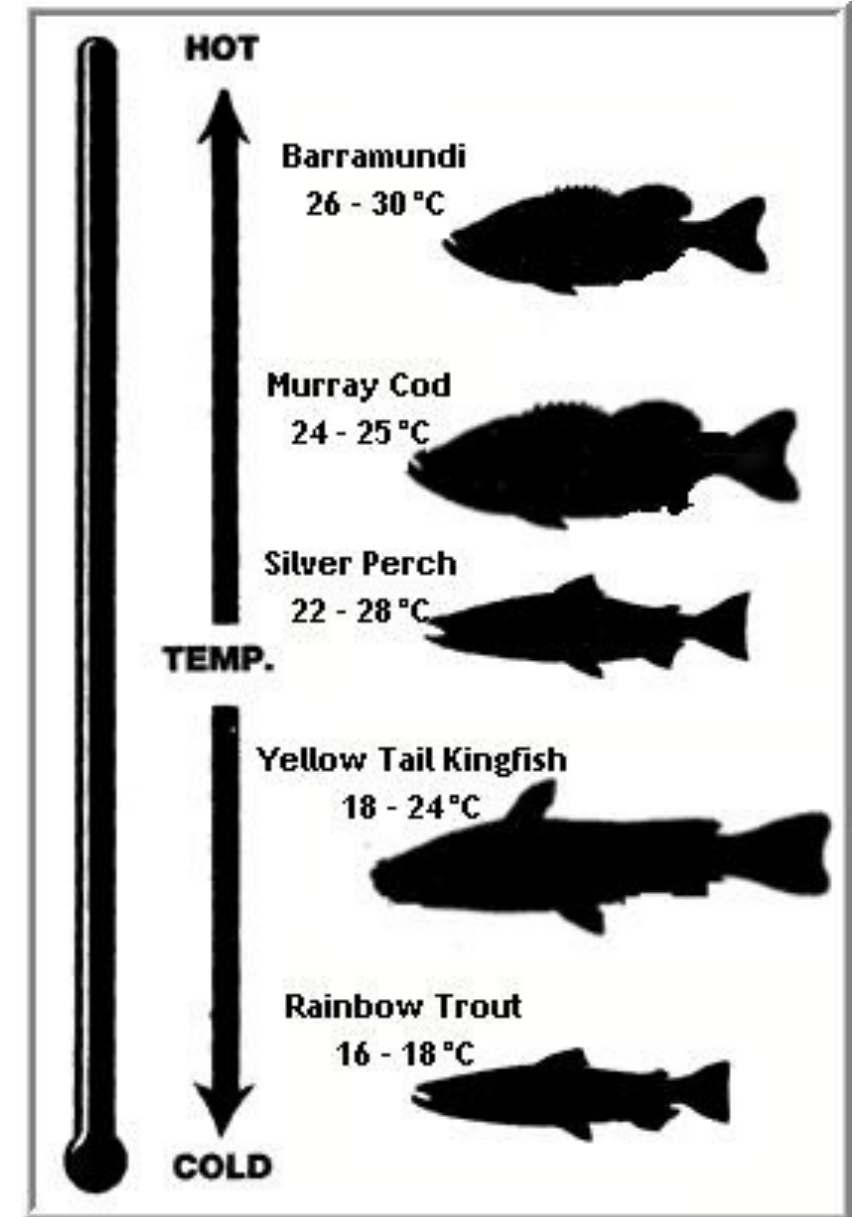 HOT
Barramundi
26 - 30 °C
Murray Cod
24 - 25 °C
Silver Perch
22 - 28 °C
TEMP.
Yellow Tail Kingfish
18 - 24 °C
Rainbow Trout
16 - 18 °C
COLD